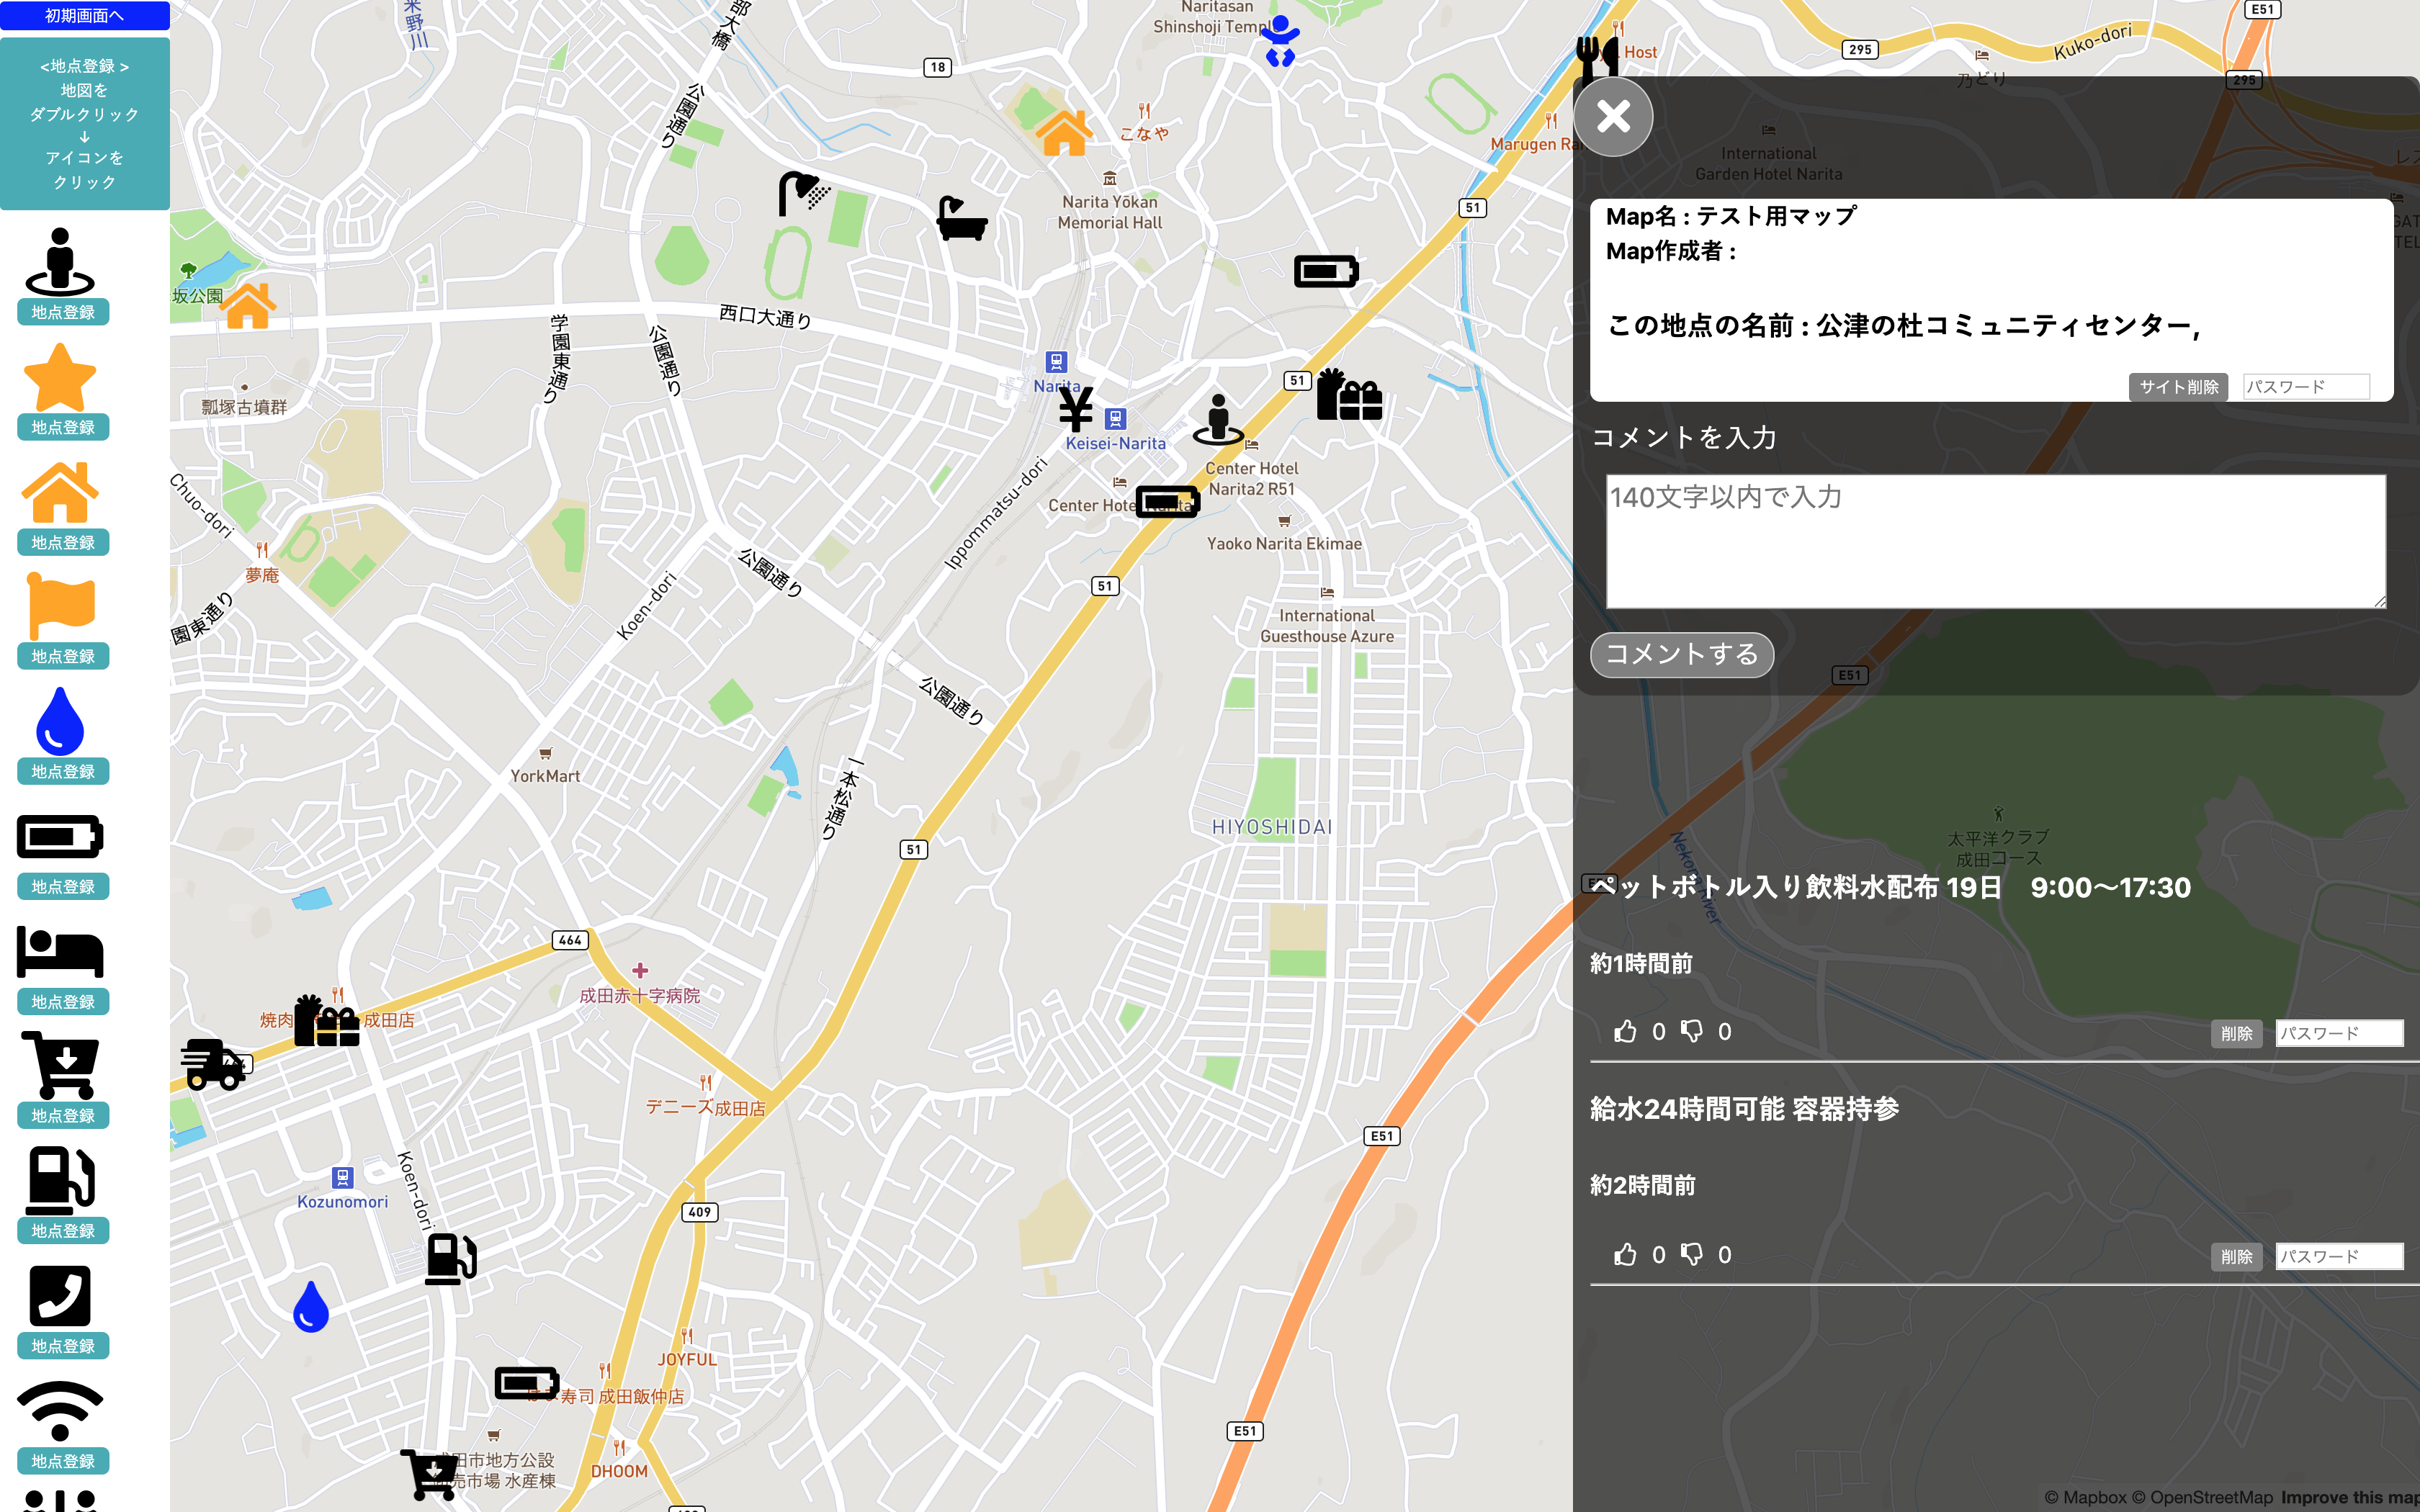 初期画面へ
<地点登録 >
地図を
ダブルクリック
↓
アイコンを
クリック
地点登録
地点登録
地点登録
地点登録
地点登録
地点登録
地点登録
地点登録
地点登録
地点登録
地点登録
米野川
部大橋
18
公園通り
Naritasan
Shinshoji Templ
こなや
Narita Yōkan
Memorial Hall
Host
Marugen Ra
51
295
Kuko-dori
E51
295
乃どり
坂公園
西口大通り
学園東通り
公園通り
瓢塚古墳群
Narita
Keisei-Narita
51
Center Hotel
Narita2 R51
Center Hote
Yaoko Narita Ekimae
Chuo-dori
夢庵
園東通り
Koen-dori
公園通り
Ippommatsu-dori
51
International
Guesthouse Azure
公園通り
YorkMart
一本松通り
51
HIYOSHIDAI
464
成田赤十字病院
焼肉
成田店
デニーズ成田店
E51
Kozunomori
Koen-dori
409
JOYFUL
寿司 成田飯仲店
E51
成田市地方公設
売市場 水産棟
DHOOM
International
Garden Hotel Narita
Map名 : テスト用マップ
Map作成者 :
この地点の名前 : 公津の杜コミュニティセンター,
サイト削除
パスワード
コメントを入力
140文字以内で入力
コメントする
E51
太平洋クラブ
成田コース
Nekona River
ペットボトル入り飲料水配布 19日　9:00〜17:30
約1時間前
0 0
削除
パスワード
給水24時間可能 容器持参
約2時間前
0 0
削除
パスワード
© Mapbox © OpenStreetMap Improve this map